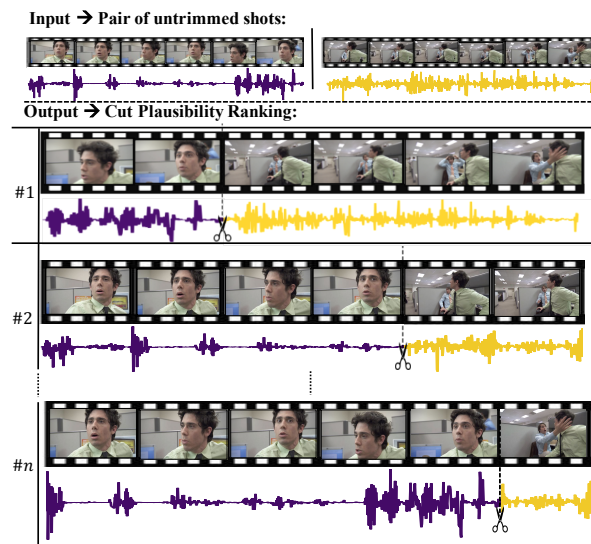 Input → Pair of untrimmed shots:
Output → Cut Plausibility Ranking:
#1
#2
#n